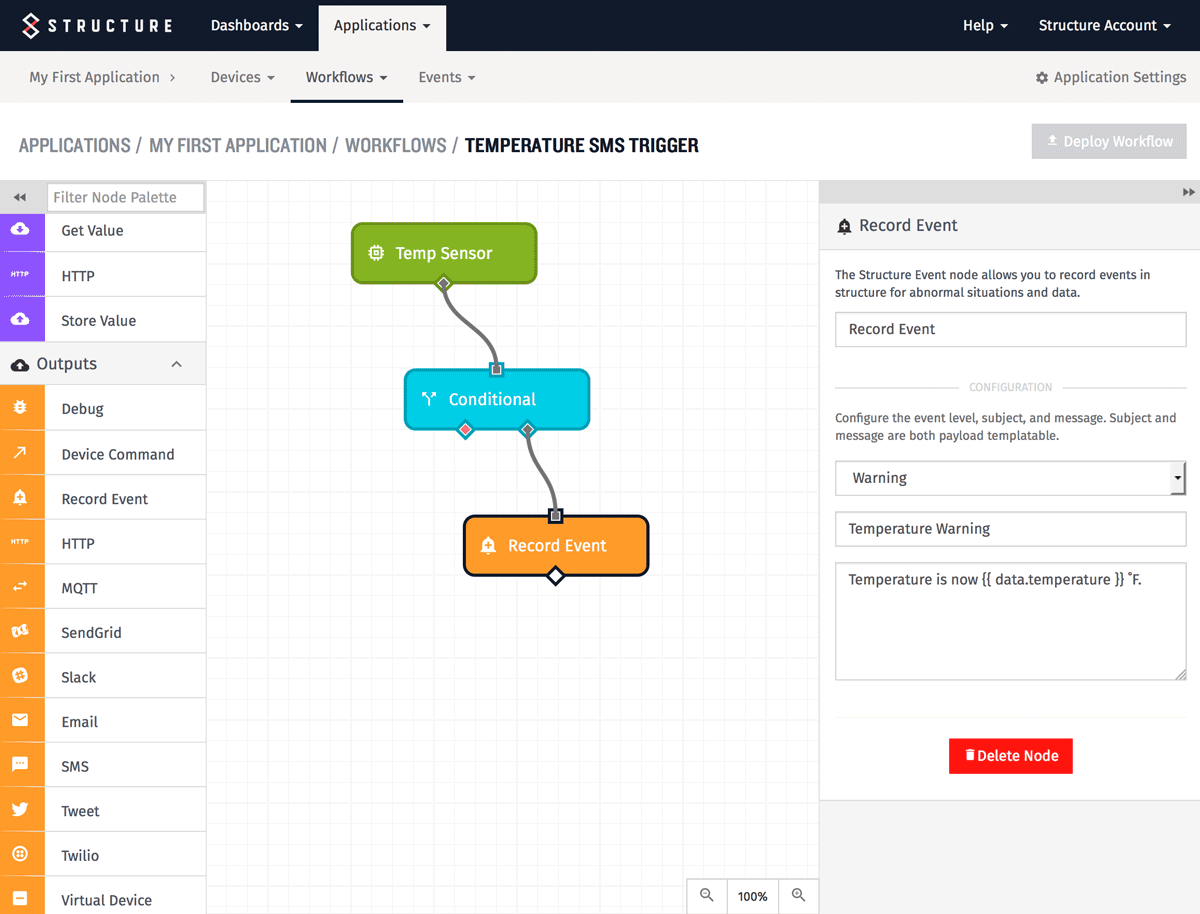 STRUCTURE Dashboards Applications Help Structure Account
My First Application Devices Workflows Events Application Settings
APPLICATIONS / MY FIRST APPLICATION / WORKFLOWS / TEMPERATURE SMS TRIGGER Deploy Workflow
Filter Node Palette
Get Value
HTTP HTTP
Store Value
Outputs
Debug
Device Command
Record Event
HTTP HTTP
MQTT
SendGrid
Slack
Email
SMS
Tweet
Twilio
Virtual Device
Temp Sensor
Conditional
Record Event
100%
Record Event
The Structure Event node allows you to record events in
structure for abnormal situations and data.
Record Event
CONFIGURATION
Configure the event level, subject, and message. Subject and
message are both payload templatable.
Warning
Temperature Warning
Temperature is now {{ data.temperature }} ˚F.
Delete Node